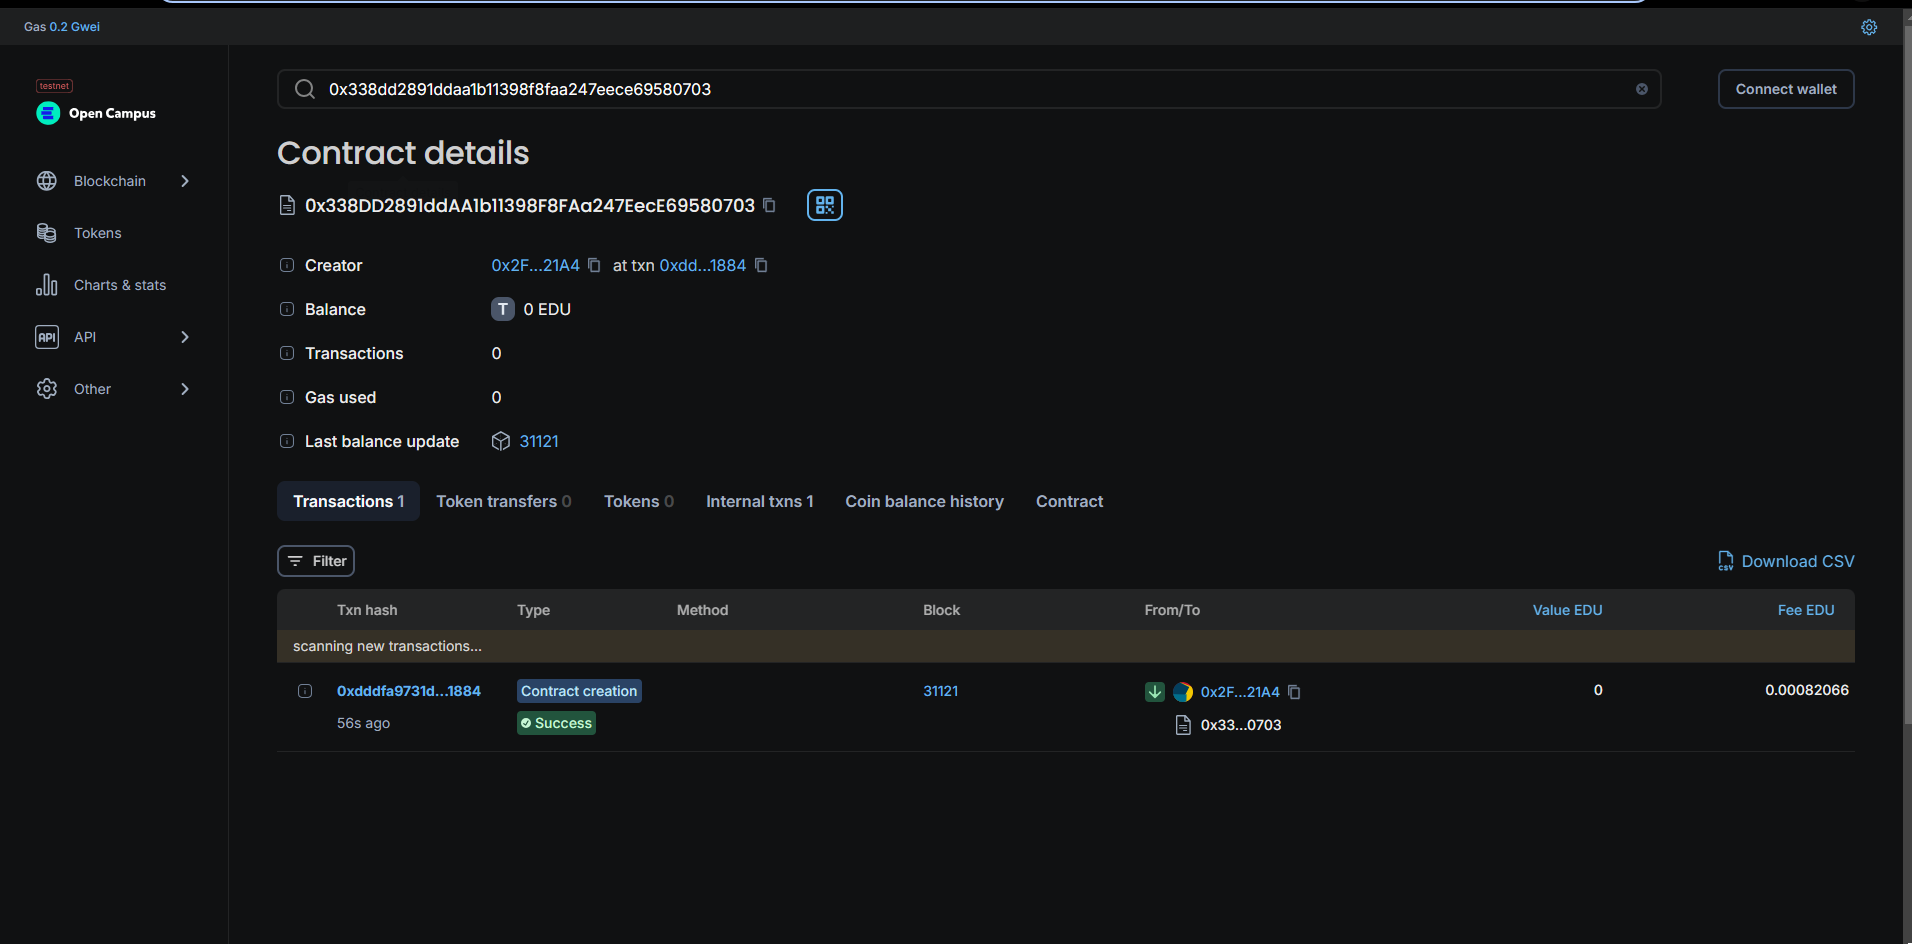 Gas 0.2 Gwei
testnet
Open Campus
Blockchain
Tokens
Charts & stats
API API
Other
0x338dd2891ddaa1b11398f8faa247eece69580703
Connect wallet
Contract details
0x338DD2891ddAA1b11398F8FAa247EecE69580703
Creator 0x2F...21A4 at txn 0xdd...1884
Balance T 0 EDU
Transactions 0
Gas used 0
Last balance update 31121
Transactions 1 Token transfers 0 Tokens 0 Internal txns 1 Coin balance history Contract
Filter
CSV Download CSV
Txn hash Type Method Block From/To Value EDU Fee EDU
scanning new transactions...
0xdddfa9731d...1884 Contract creation 31121 0x2F...21A4 0 0.00082066
56s ago Success 0x33...0703